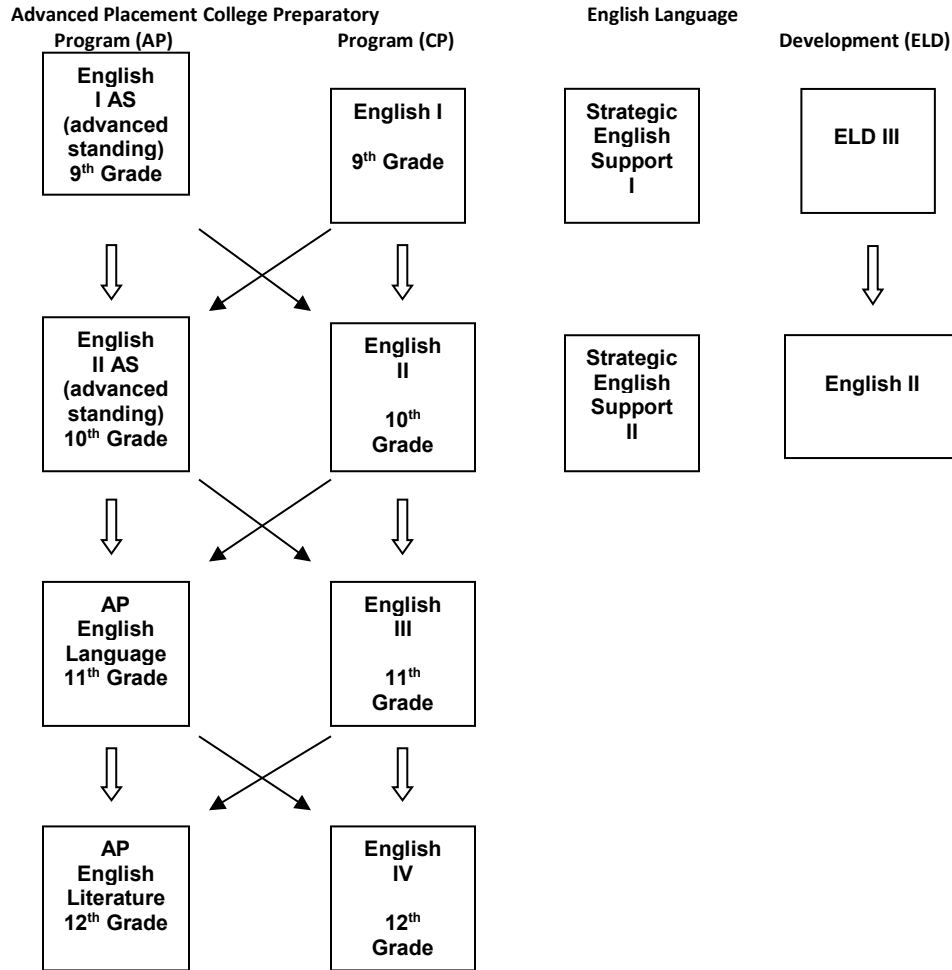 Advanced Placement College Preparatory English Language
Program (AP) Program (CP) Development (ELD)
English
I AS
(advanced
standing)
9th Grade
English I
9th Grade
Strategic
English
Support
I
ELD III
English
II AS
(advanced
standing)
10th Grade
English
II
10th
Grade
Strategic
English
Support
II
English II
AP
English
Language
11th Grade
English
III
11th
Grade
AP
English
Literature
12th Grade
English
IV
12th
Grade